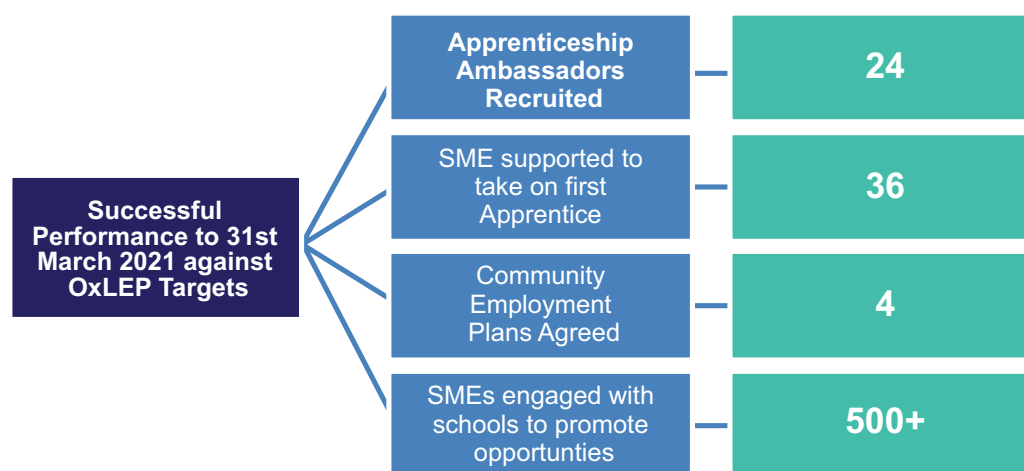 Successful
Performance to 31st
March 2021 against
OxLEP Targets
Apprenticeship
Ambassadors
Recruited
24
SME supported to
take on first
Apprentice
36
Community
Employment
Plans Agreed
4
SMEs engaged with
schools to promote
opportunties
500+